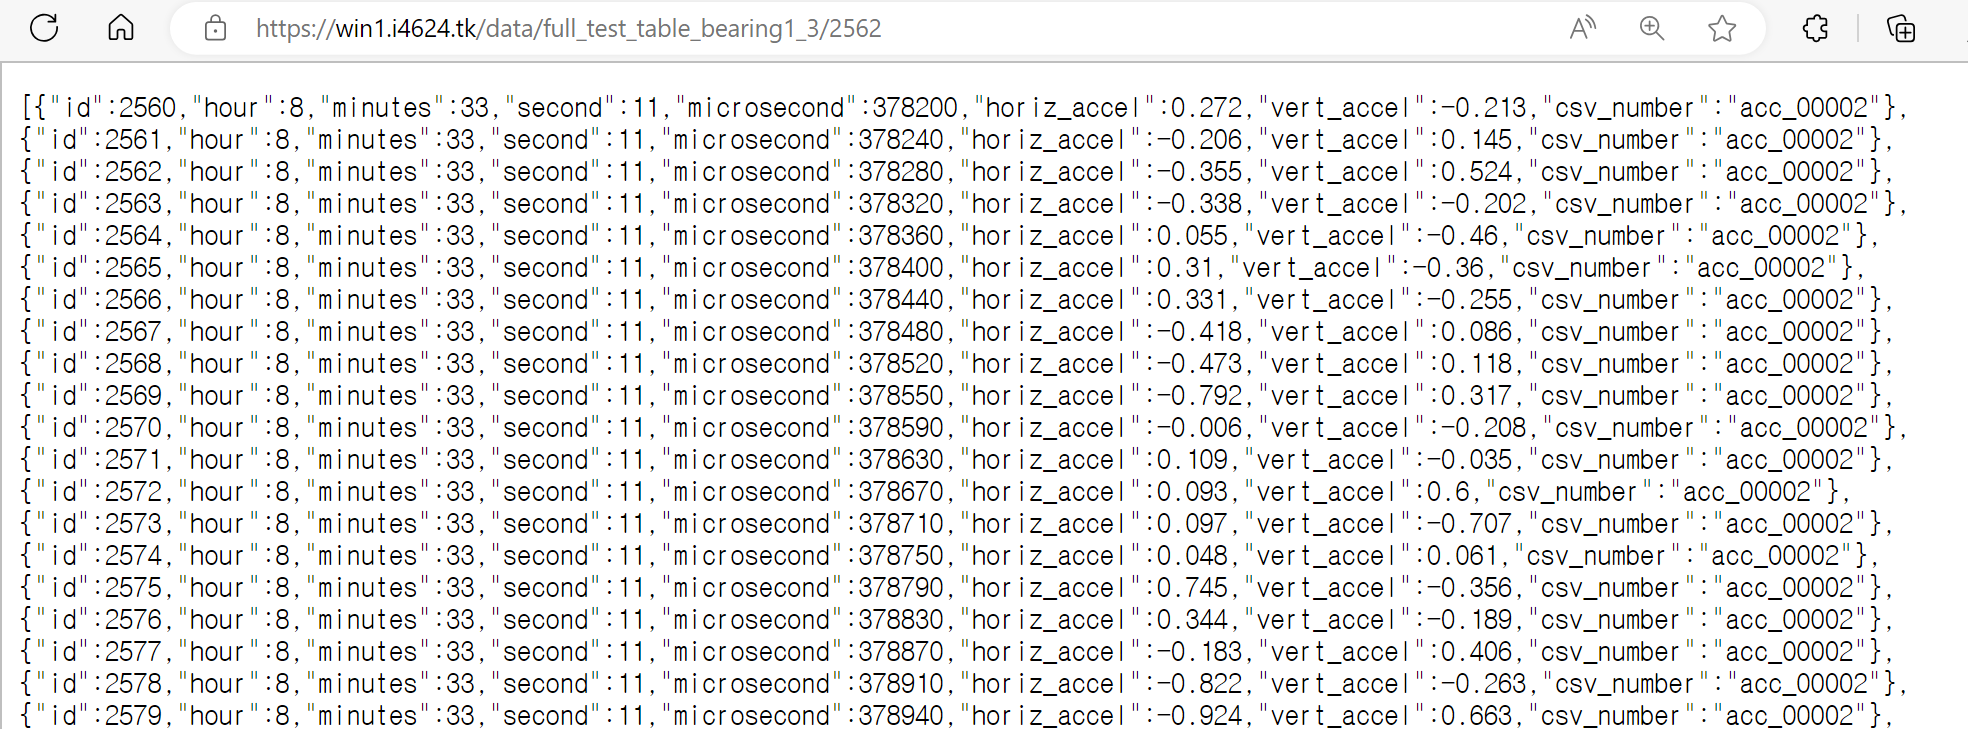 https://win1.i4624.tk/data/full_test_table_bearing1_3/2562
[{"id":2560,"hour":8,"minutes":33,"second":11,"microsecond":378200,"horiz_accel":0.272,"vert_accel":-0.213,"csv_number":"acc_00002"},
{"id":2561,"hour":8,"minutes":33,"second":11,"microsecond":378240,"horiz_accel":-0.206,"vert_accel":0.145,"csv_number":"acc_00002"},
{"id":2562,"hour":8,"minutes":33,"second":11,"microsecond":378280,"horiz_accel":-0.355,"vert_accel":0.524,"csv_number":"acc_00002"},
{"id":2563,"hour":8,"minutes":33,"second":11,"microsecond":378320,"horiz_accel":-0.338,"vert_accel":-0.202,"csv_number":"acc_00002"},
{"id":2564,"hour":8,"minutes":33,"second":11,"microsecond":378360,"horiz_accel":0.055,"vert_accel":-0.46,"csv_number":"acc_00002"},
{"id":2565,"hour":8,"minutes":33,"second":11,"microsecond":378400,"horiz_accel":0.31,"vert_accel":-0.36,"csv_number":"acc_00002"},
{"id":2566,"hour":8,"minutes":33,"second":11,"microsecond":378440,"horiz_accel":0.331,"vert_accel":-0.255,"csv_number":"acc_00002"},
{"id":2567,"hour":8,"minutes":33,"second":11,"microsecond":378480,"horiz_accel":-0.418,"vert_accel":0.086,"csv_number":"acc_00002"},
{"id":2568,"hour":8,"minutes":33,"second":11,"microsecond":378520,"horiz_accel":-0.473,"vert_accel":0.118,"csv_number":"acc_00002"},
{"id":2569,"hour":8,"minutes":33,"second":11,"microsecond":378550,"horiz_accel":-0.792,"vert_accel":0.317,"csv_number":"acc_00002"},
{"id":2570,"hour":8,"minutes":33,"second":11,"microsecond":378590,"horiz_accel":-0.006,"vert_accel":-0.208,"csv_number":"acc_00002"},
{"id":2571,"hour":8,"minutes":33,"second":11,"microsecond":378630,"horiz_accel":0.109,"vert_accel":-0.035,"csv_number":"acc_00002"},
{"id":2572,"hour":8,"minutes":33,"second":11,"microsecond":378670,"horiz_accel":0.093,"vert_accel":0.6,"csv_number":"acc_00002"},
{"id":2573,"hour":8,"minutes":33,"second":11,"microsecond":378710,"horiz_accel":0.097,"vert_accel":-0.707,"csv_number":"acc_00002"},
{"id":2574,"hour":8,"minutes":33,"second":11,"microsecond":378750,"horiz_accel":0.048,"vert_accel":0.061,"csv_number":"acc_00002"},
{"id":2575,"hour":8,"minutes":33,"second":11,"microsecond":378790,"horiz_accel":0.745,"vert_accel":-0.356,"csv_number":"acc_00002"},
{"id":2576,"hour":8,"minutes":33,"second":11,"microsecond":378830,"horiz_accel":0.344,"vert_accel":-0.189,"csv_number":"acc_00002"},
{"id":2577,"hour":8,"minutes":33,"second":11,"microsecond":378870,"horiz_accel":-0.183,"vert_accel":0.406,"csv_number":"acc_00002"},
{"id":2578,"hour":8,"minutes":33,"second":11,"microsecond":378910,"horiz_accel":-0.822,"vert_accel":-0.263,"csv_number":"acc_00002"},
{"id":2579,"hour":8,"minutes":33,"second":11,"microsecond":378940,"horiz_accel":-0.924,"vert_accel":0.663,"csv_number":"acc_00002"},